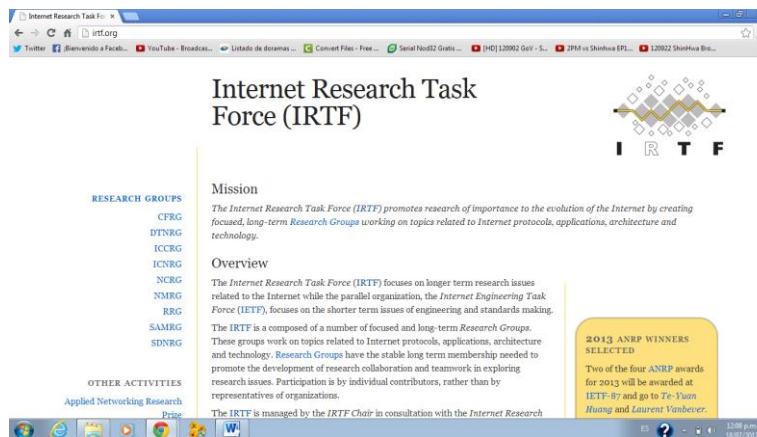 Internet Research Task Fo
irtf.org
Twitter
¡Bienvenido a Faceb...
YouTube - Broadcas...
Listado de doramas ...
Convert Files - Free ...
Serial Nod32 Gratis ...
[HD] 120902 GoV - S...
2PM vs Shinhwa EP1...
120822 ShinHwa Bro...
Internet Research Task
Force (IRTF)
I R T F
RESEARCH GROUPS
CFRG
DTNRG
ICCRG
ICNRG
NCRG
NMRG
RRG
SAMRG
SDNRG
OTHER ACTIVITIES
Applied Networking Research
Prize
Mission
The Internet Research Task Force (IRTF) promotes research of importance to the evolution of the Internet by creating
focused, long-term Research Groups working on topics related to Internet protocols, applications, architecture and
technology.
Overview
The Internet Research Task Force (IRTF) focuses on longer term research issues
related to the Internet while the parallel organization, the Internet Engineering Task
Force (IETF), focuses on the shorter term issues of engineering and standards making.
The IRTF is a composed of a number of focused and long-term Research Groups.
These groups work on topics related to Internet protocols, applications, architecture
and technology. Research Groups have the stable long term membership needed to
promote the development of research collaboration and teamwork in exploring
research issues. Participation is by individual contributors, rather than by
representatives of organizations.
The IRTF is managed by the IRTF Chair in consultation with the Internet Research
2013 ANRP WINNERS
SELECTED
Two of the four ANRP awards
for 2013 will be awarded at
IETF-87 and go to Te-Yuan
Huang and Laurent Vanbever.
ES
12:08 p.m.